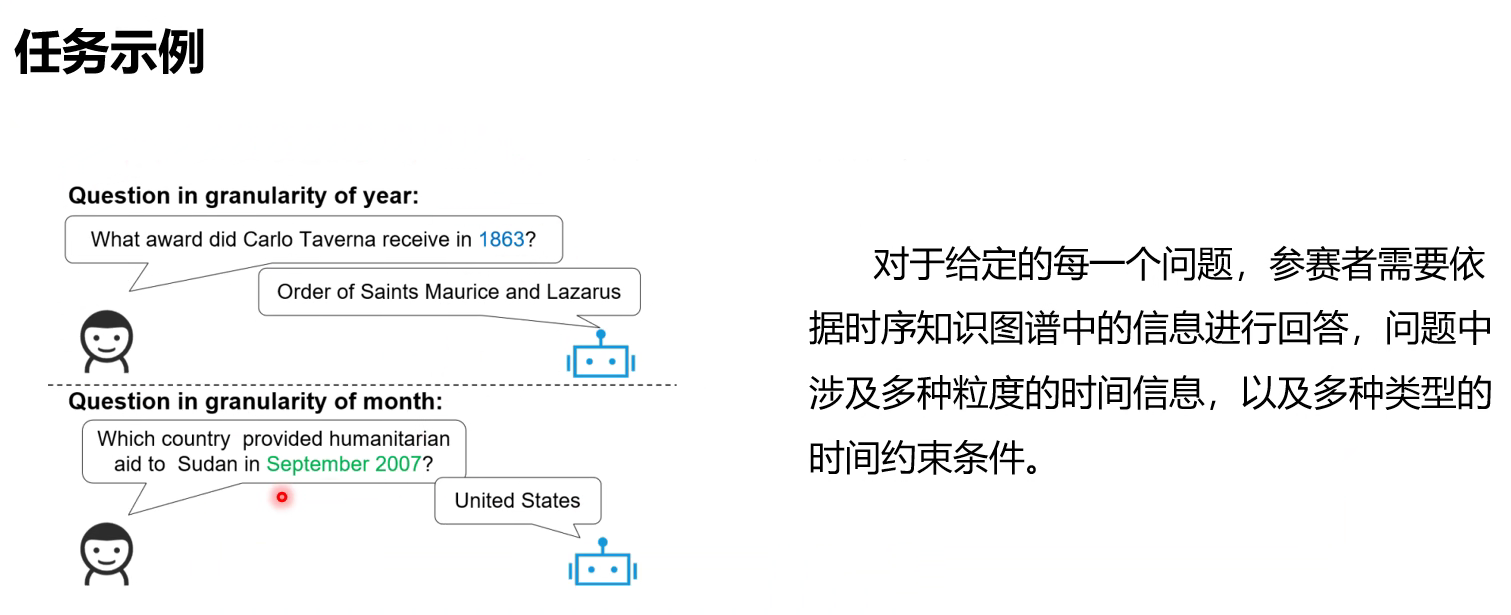 任务示例
Question in granularity of year:
What award did Carlo Taverna receive in 1863?
Order of Saints Maurice and Lazarus
Question in granularity of month:
Which country provided humanitarian
aid to Sudan in September 2007?
United States
对于给定的每一个问题，参赛者需要依
据时序知识图谱中的信息进行回答，问题中
涉及多种粒度的时间信息，以及多种类型的
时间约束条件。